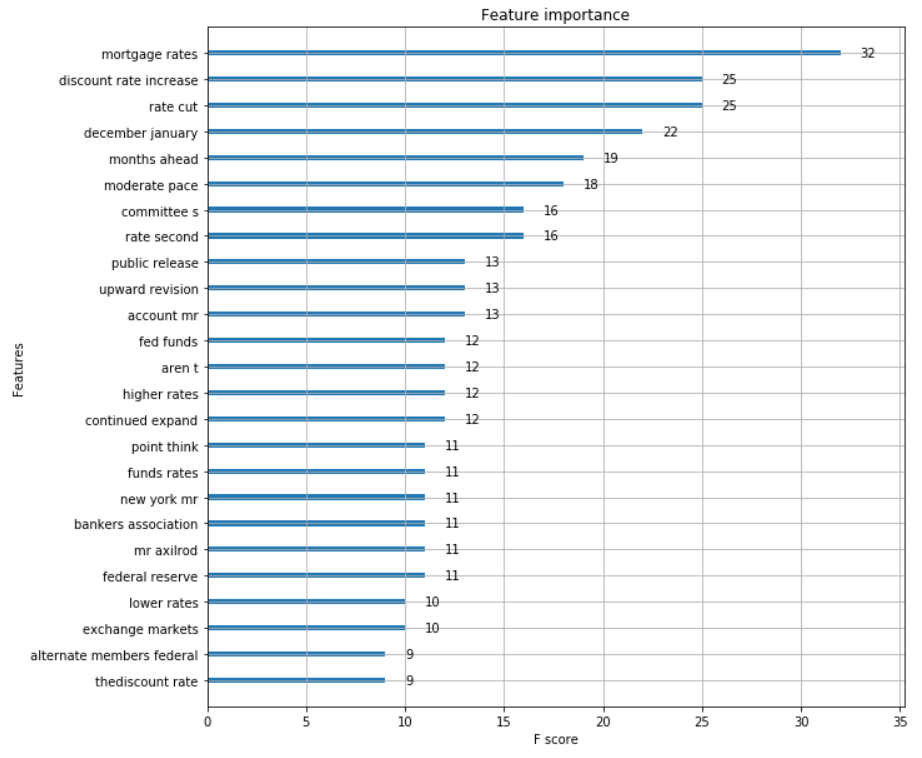 Feature importance
mortgage rates 32
discount rate increase 25
rate cut 25
december january 22
months ahead 19
moderate pace 18
committee s 16
rate second 16
public release 13
upward revision 13
account mr 13
fed funds 12
aren t 12
higher rates 12
continued expand 12
point think 11
funds rates 11
new york mr 11
bankers association 11
mr axilrod 11
federal reserve 11
lower rates 10
exchange markets 10
alternate members federal 9
thediscount rate 9
Features
0 5 10 15 20 25 30 35
F score